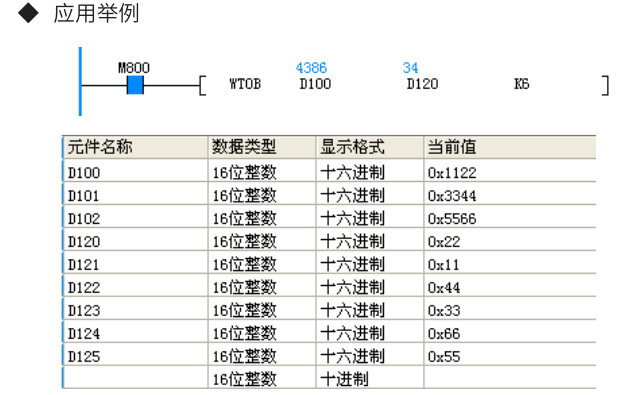 ◆ 应用举例
M800 4386 34
[ WTOB D100 D120 K6 ]
元件名称 数据类型 显示格式 当前值
D100 16位整数 十六进制 0x1122
D101 16位整数 十六进制 0x3344
D102 16位整数 十六进制 0x5566
D120 16位整数 十六进制 0x22
D121 16位整数 十六进制 0x11
D122 16位整数 十六进制 0x44
D123 16位整数 十六进制 0x33
D124 16位整数 十六进制 0x66
D125 16位整数 十六进制 0x55
16位整数 十进制